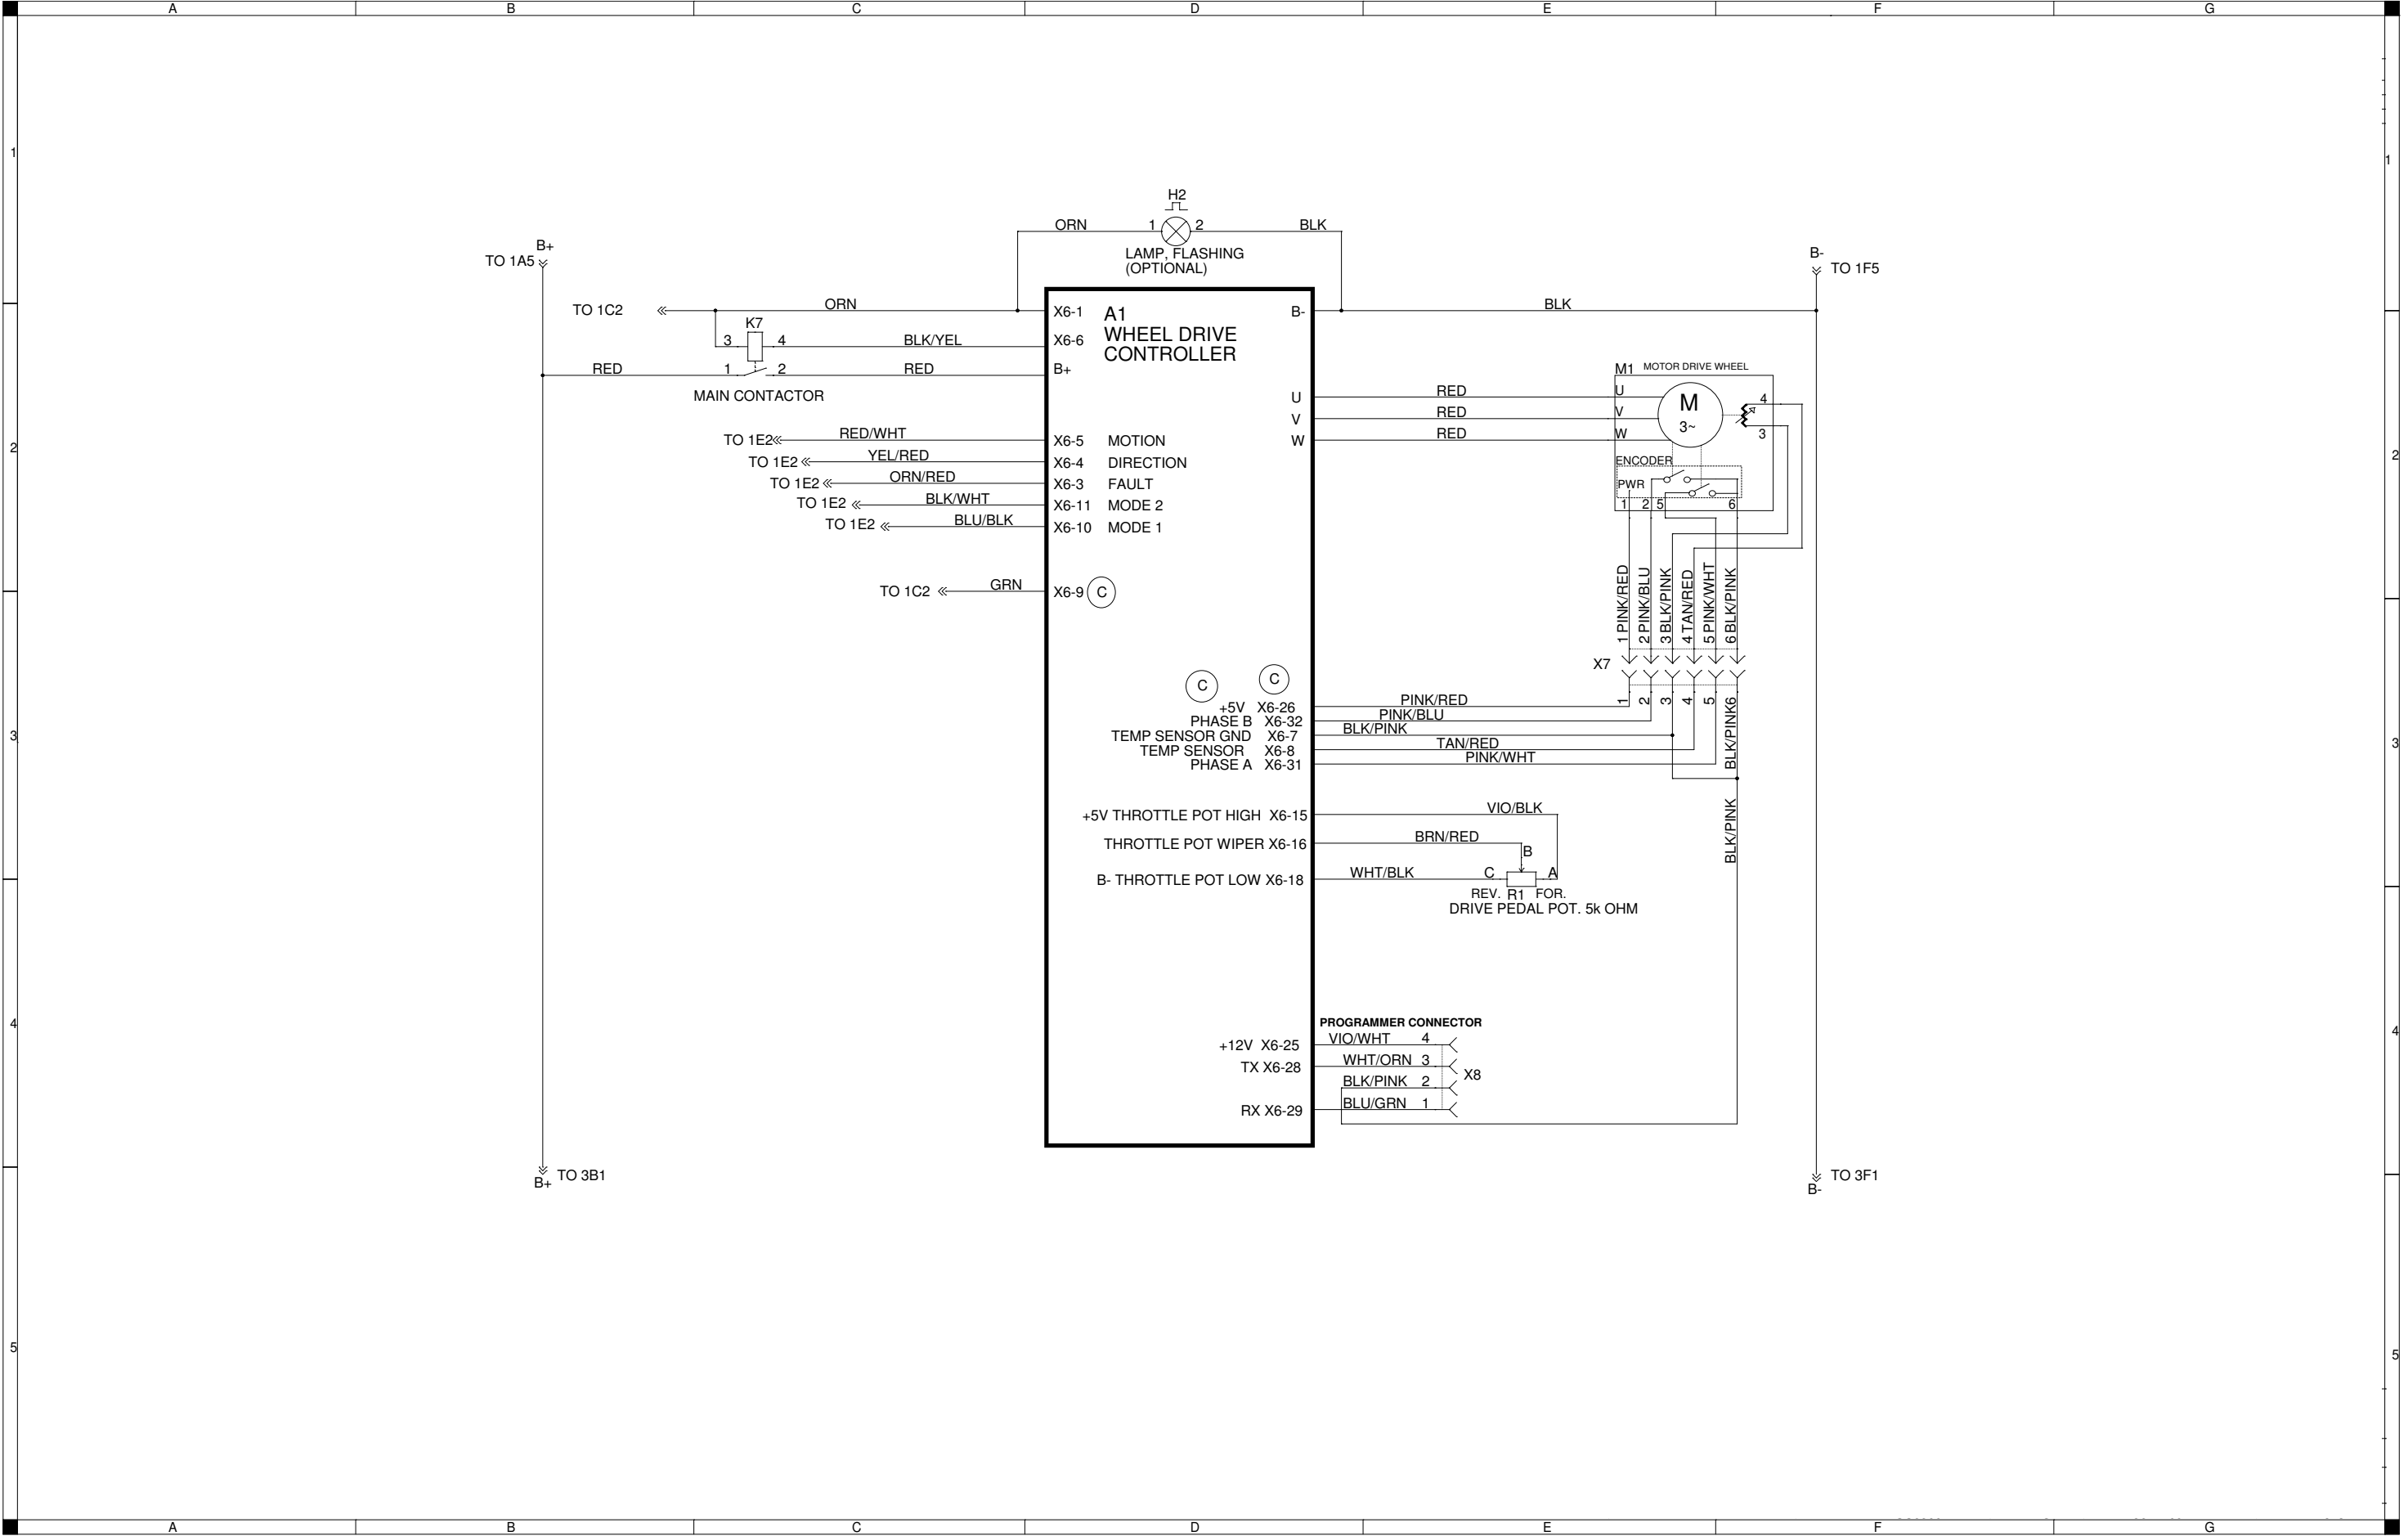 A B C D E F G
1 1
H2
ORN 1 2 BLK
LAMP, FLASHING
(OPTIONAL)
B+
TO 1A5
B-
TO 1F5
TO 1C2 ORN X6-1 A1 B- BLK
WHEEL DRIVE
CONTROLLER
K7
3 4 BLK/YEL X6-6
RED 1 2 RED B+
MAIN CONTACTOR
M1 MOTOR DRIVE WHEEL
U RED U
V RED V
W RED W
M
3~
4
3
2 2
TO 1E2 RED/WHT X6-5 MOTION
TO 1E2 YEL/RED X6-4 DIRECTION
TO 1E2 ORN/RED X6-3 FAULT
TO 1E2 BLK/WHT X6-11 MODE 2
TO 1E2 BLU/BLK X6-10 MODE 1
ENCODER
PWR
1 2 5 6
TO 1C2 GRN X6-9 C
1 PINK/RED
2 PINK/BLU
3 BLK/PINK
4 TAN/RED
5 PINK/WHT
6 BLK/PINK
X7
C C
+5V X6-26 PINK/RED 1
PHASE B X6-32 PINK/BLU 2
TEMP SENSOR GND X6-7 BLK/PINK 3
TEMP SENSOR X6-8 TAN/RED 4
PHASE A X6-31 PINK/WHT 5
BLK/PINK 6
3 3
BLK/PINK
+5V THROTTLE POT HIGH X6-15 VIO/BLK
THROTTLE POT WIPER X6-16 BRN/RED
B
B- THROTTLE POT LOW X6-18 WHT/BLK C A
REV. R1 FOR.
DRIVE PEDAL POT. 5k OHM
4 4
PROGRAMMER CONNECTOR
+12V X6-25 VIO/WHT 4
TX X6-28 WHT/ORN 3
X8
BLK/PINK 2
RX X6-29 BLU/GRN 1
TO 3B1
B+
TO 3F1
B-
5 5
A B C D E F G